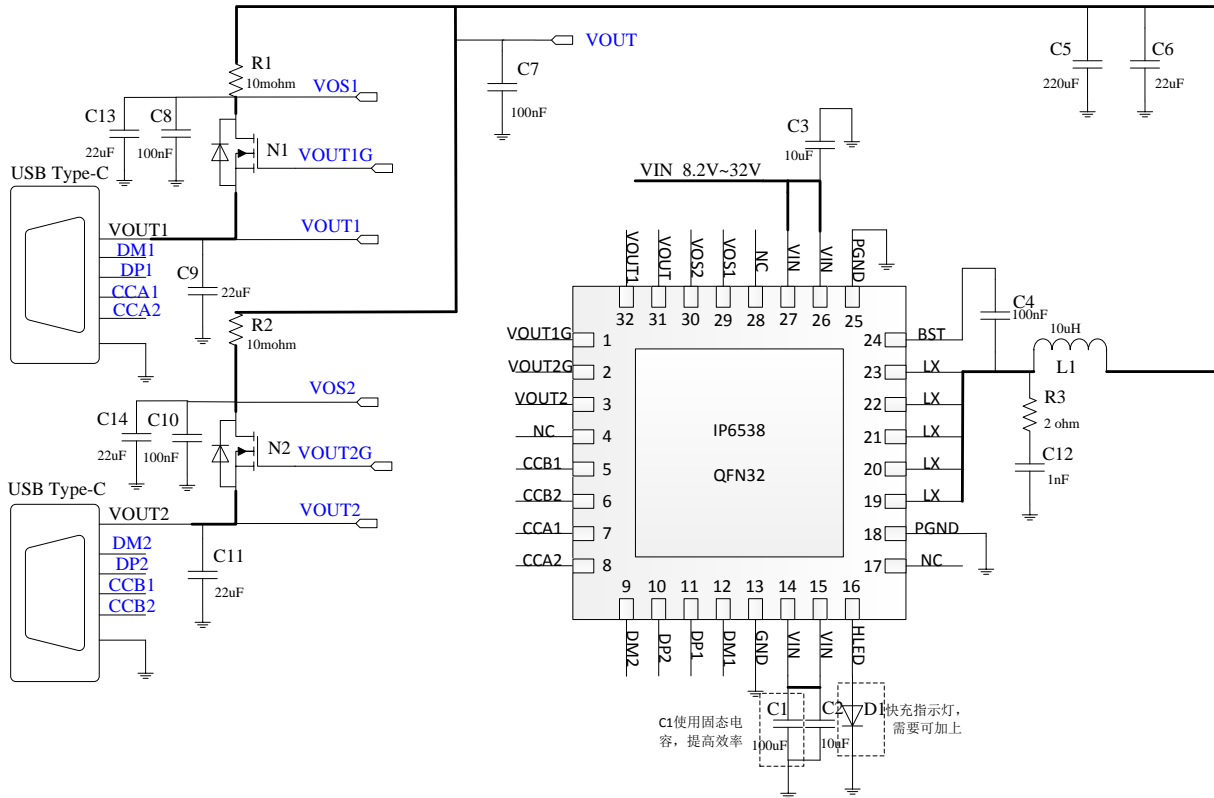 VOUT
R1
10mohm
VOS1
C13
22uF
C8
100nF
N1
VOUT1G
C7
100nF
C5
220uF
C6
22uF
C3
10uF
VIN 8.2V~32V
USB Type-C
VOUT1
DM1
DP1
CCA1
CCA2
VOUT1
C9
22uF
R2
10mohm
VOS2
C14
22uF
C10
100nF
N2
VOUT2G
USB Type-C
VOUT2
DM2
DP2
CCB1
CCB2
VOUT2
C11
22uF
VOUT1
VOUT
VOS2
VOS1
NC
VIN
VIN
PGND
32
31
30
29
28
27
26
25
VOUT1G
1
VOUT2G
2
VOUT2
3
NC
4
CCB1
5
CCB2
6
CCA1
7
CCA2
8
IP6538
QFN32
24
BST
23
LX
22
LX
21
LX
20
LX
19
LX
18
PGND
17
NC
C4
100nF
10uH
L1
R3
2 ohm
C12
1nF
9
10
11
12
13
14
15
16
DM2
DP2
DP1
DM1
GND
VIN
VIN
HLED
C1使用固态电
容，提高效率
C1
100uF
C2
10uF
D1
快充指示灯，
需要可加上